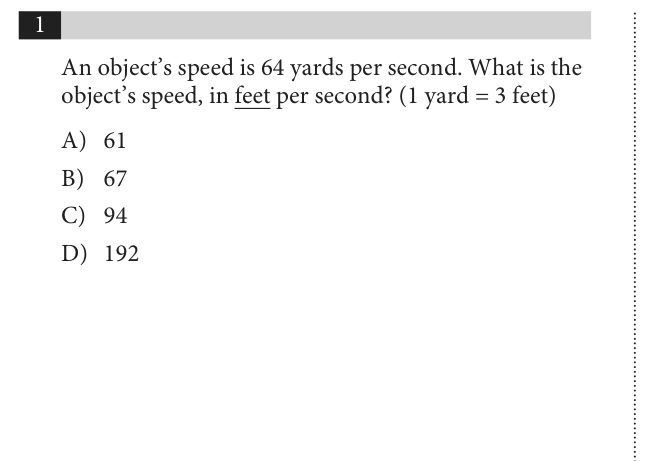 1
An object’s speed is 64 yards per second. What is the
object’s speed, in feet per second? (1 yard = 3 feet)
A) 61
B) 67
C) 94
D) 192